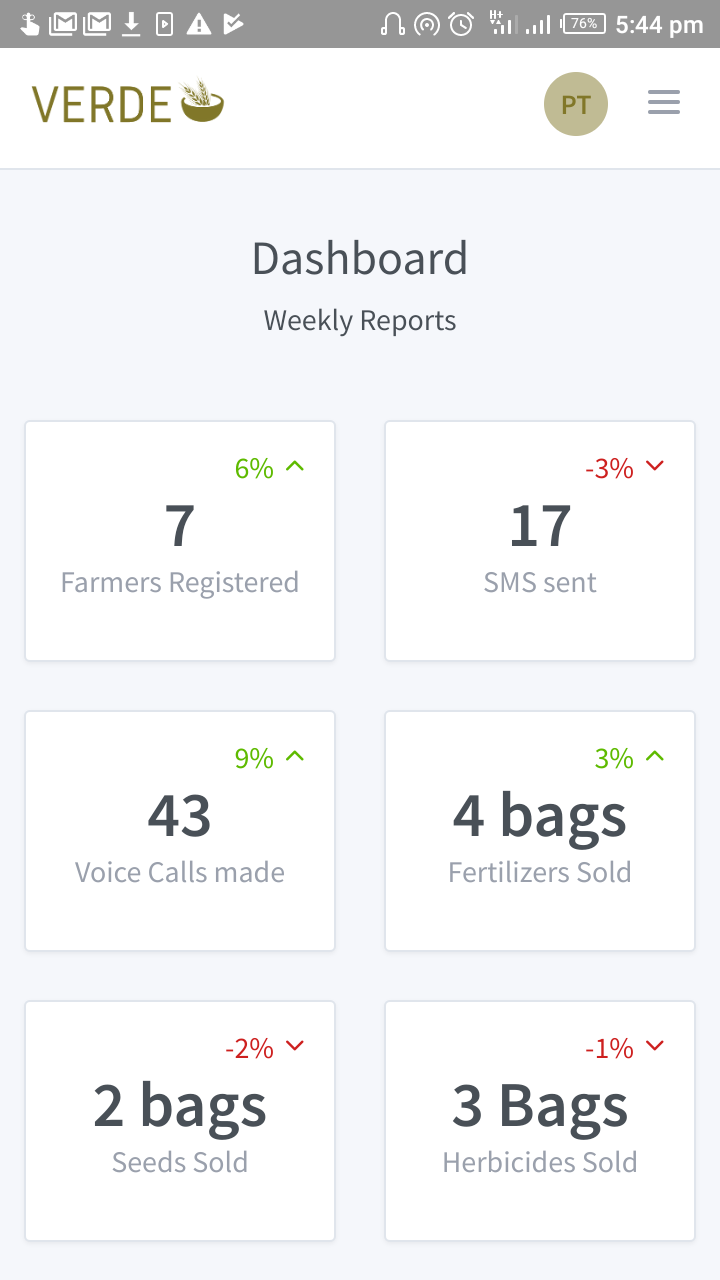 H+
76%
5:44 pm
VERDE
PT
Dashboard
Weekly Reports
6%
7
Farmers Registered
-3%
17
SMS sent
9%
43
Voice Calls made
3%
4 bags
Fertilizers Sold
-2%
2 bags
Seeds Sold
-1%
3 Bags
Herbicides Sold